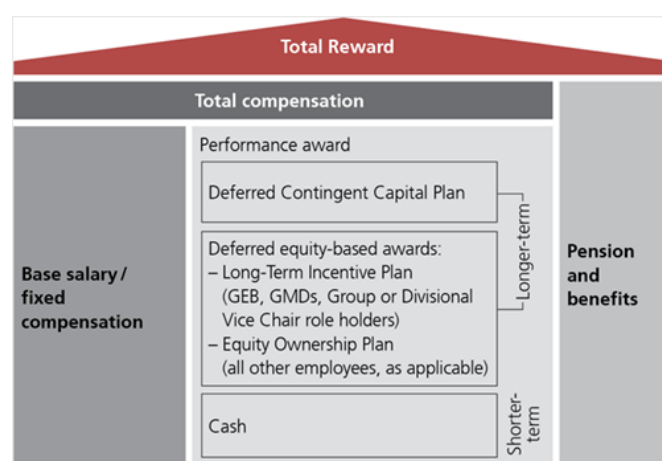 Total Reward
Total compensation
Base salary /
fixed
compensation
Performance award
Deferred Contingent Capital Plan
Deferred equity-based awards:
– Long-Term Incentive Plan
(GEB, GMDs, Group or Divisional
Vice Chair role holders)
– Equity Ownership Plan
(all other employees, as applicable)
Cash
Longer-term
Shorter-
term
Pension
and
benefits